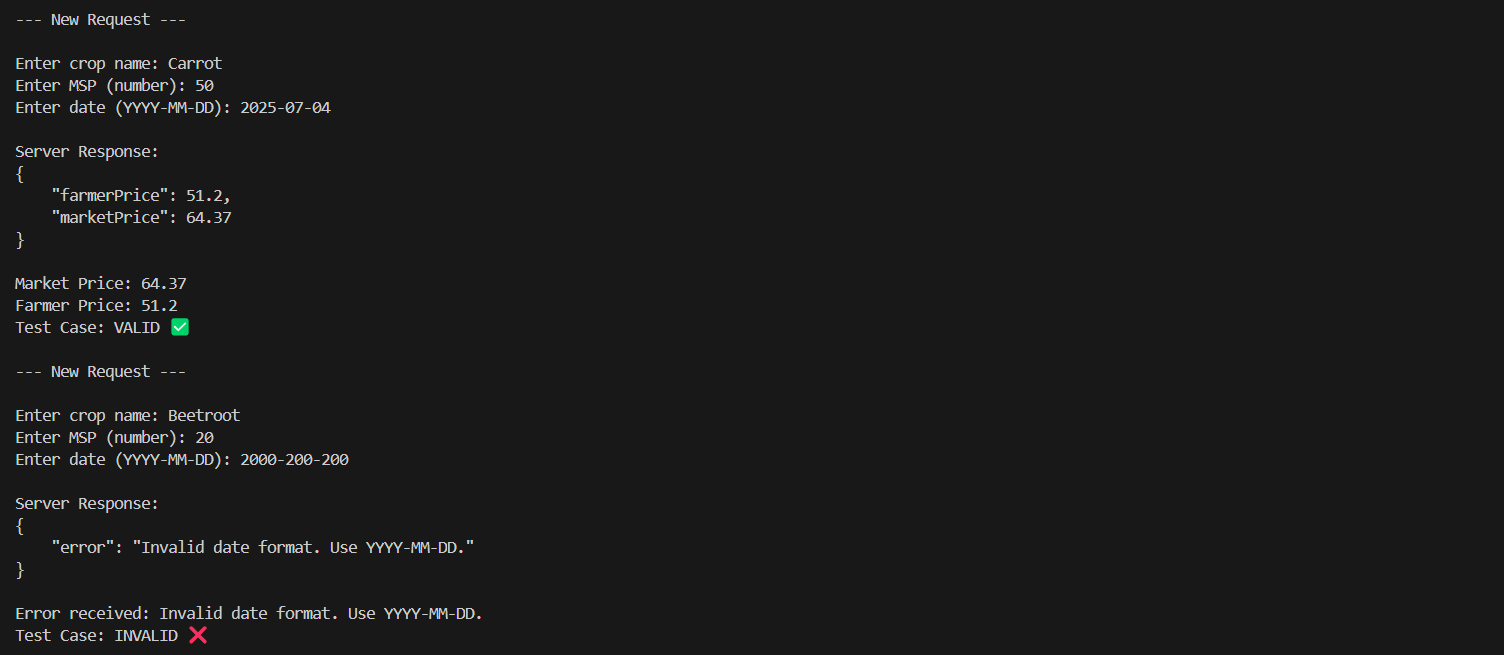 --- New Request ---
Enter crop name: Carrot
Enter MSP (number): 50
Enter date (YYYY-MM-DD): 2025-07-04
Server Response:
{
    "farmerPrice": 51.2,
    "marketPrice": 64.37
}
Market Price: 64.37
Farmer Price: 51.2
Test Case: VALID ✅
--- New Request ---
Enter crop name: Beetroot
Enter MSP (number): 20
Enter date (YYYY-MM-DD): 2000-200-200
Server Response:
{
    "error": "Invalid date format. Use YYYY-MM-DD."
}
Error received: Invalid date format. Use YYYY-MM-DD.
Test Case: INVALID ❌